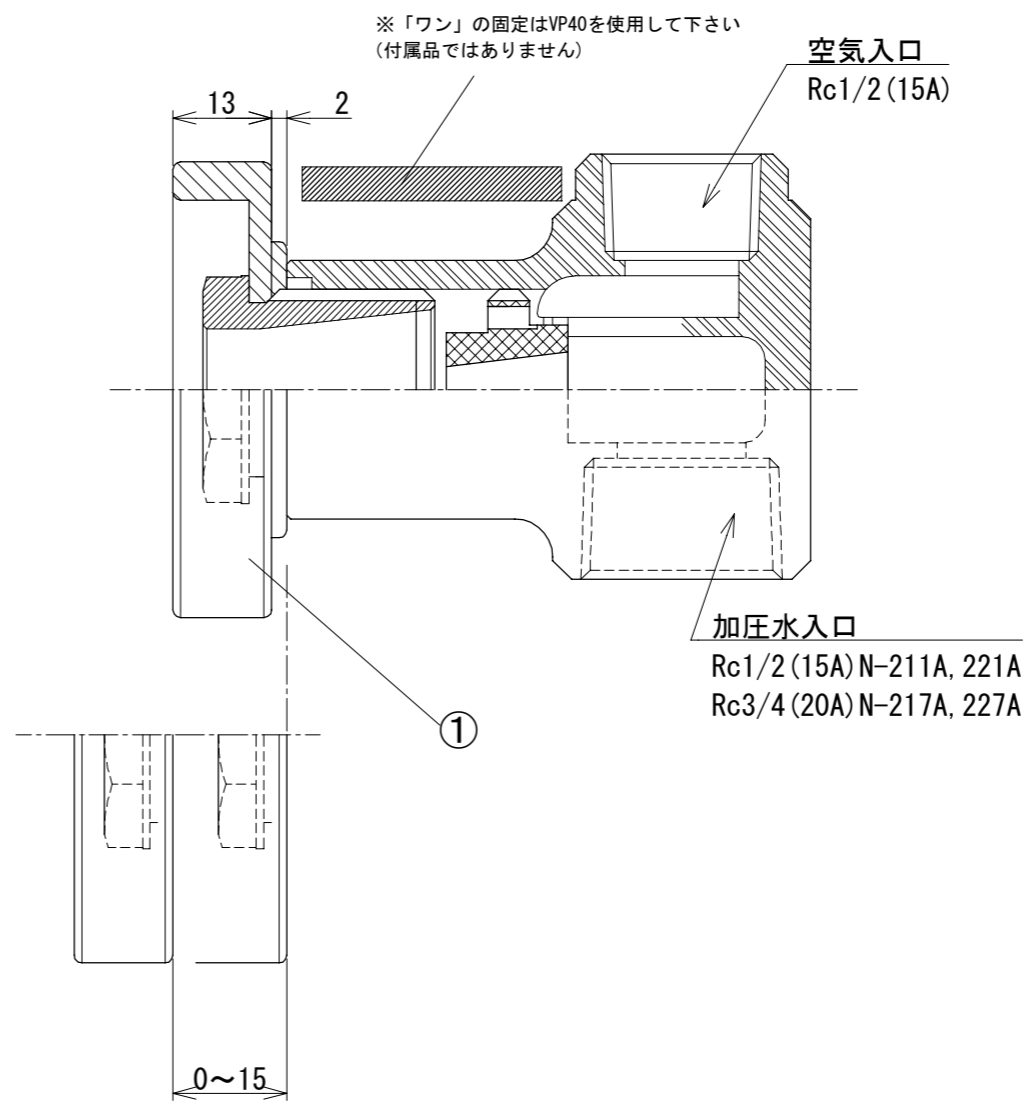 ※「ワン」の固定はVP40を使用して下さい
(付属品ではありません)
空気入口
Rc1/2(15A)
13
2
加圧水入口
Rc1/2(15A)N-211A,221A
Rc3/4(20A)N-217A,227A
①
0～15